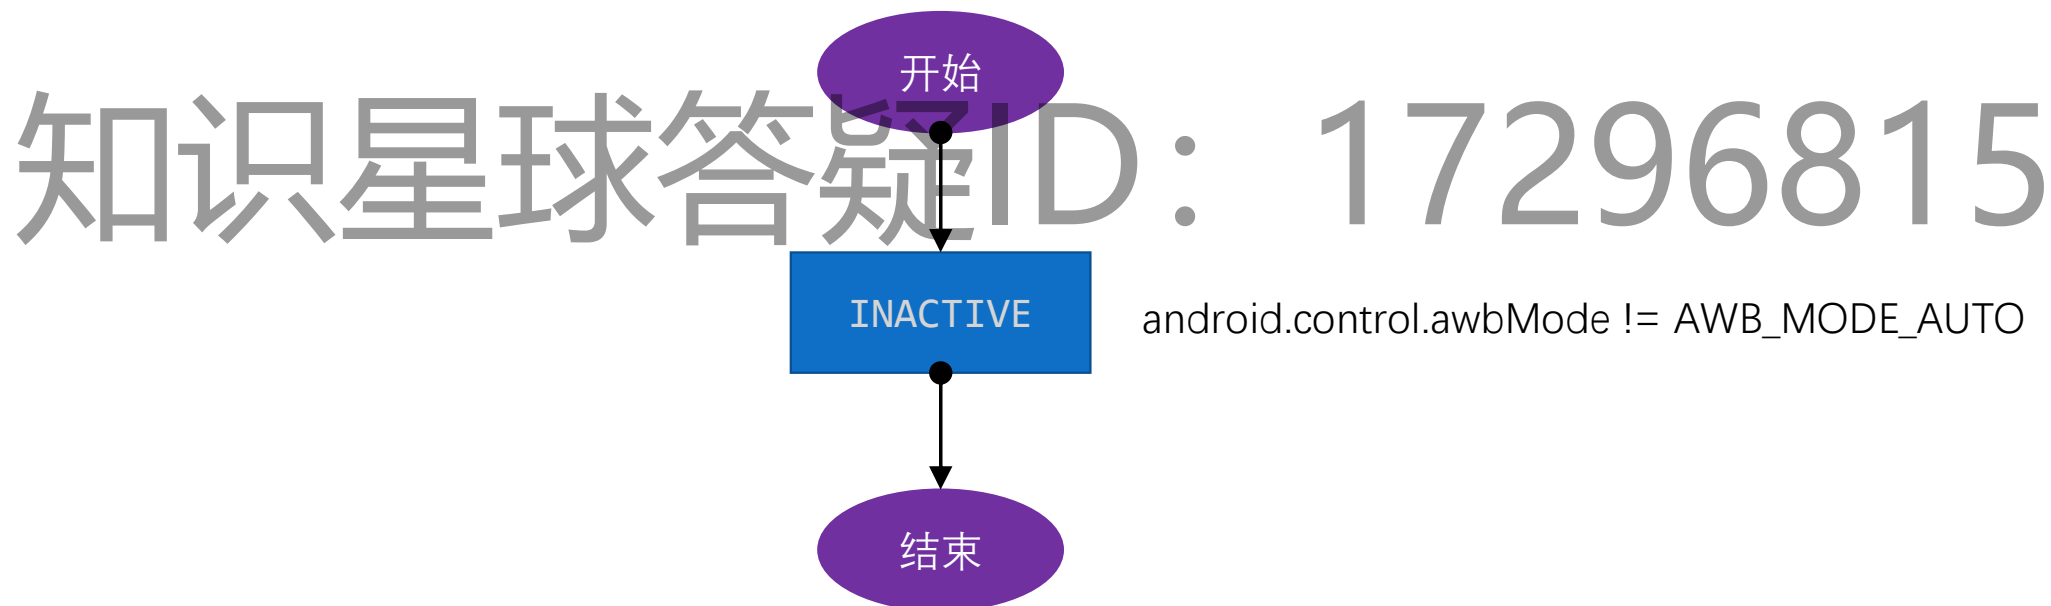 开始
知识星球答疑ID：17296815
INACTIVE
android.control.awbMode != AWB_MODE_AUTO
结束